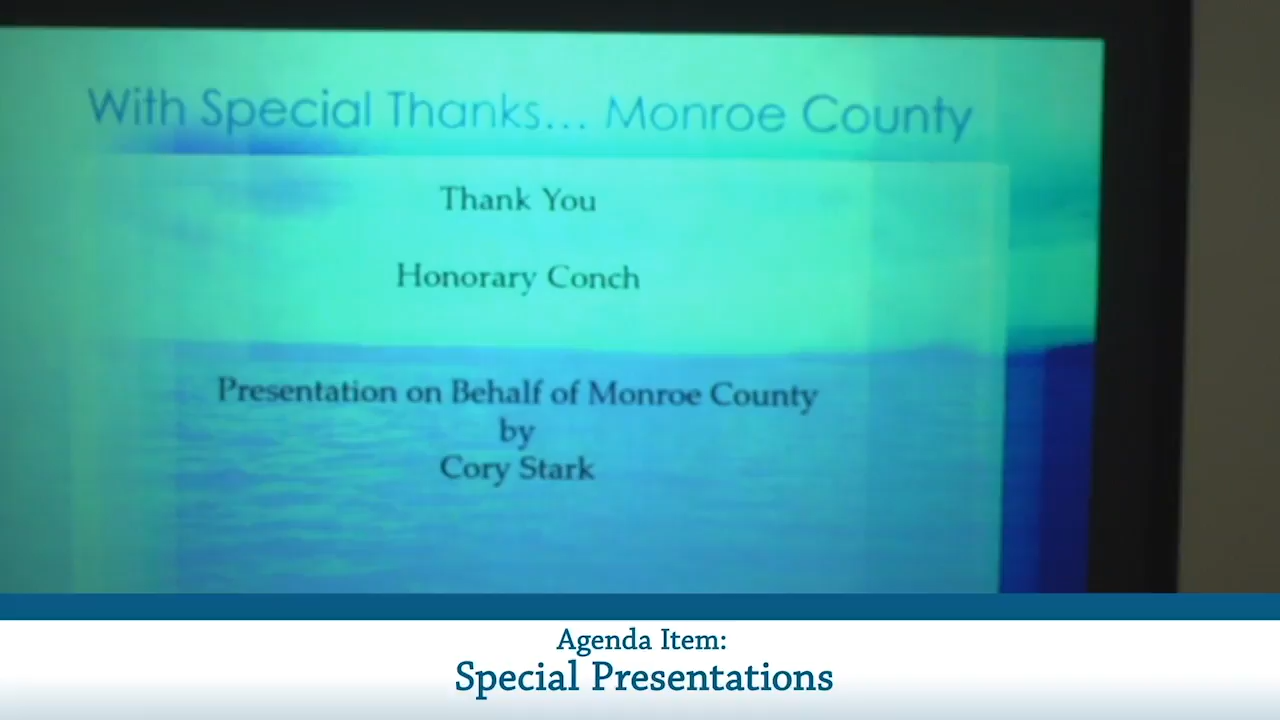 With Special Thanks... Monroe County
Thank You
Honorary Conch
Presentation on Behalf of Monroe County
by
Cory Stark
Agenda Item:
Special Presentations